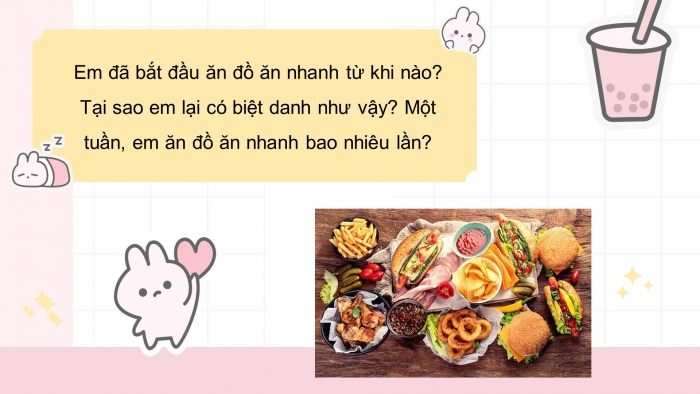 Em đã bắt đầu ăn đồ ăn nhanh từ khi nào?
Tại sao em lại có biệt danh như vậy? Một
tuần, em ăn đồ ăn nhanh bao nhiêu lần?
z z z